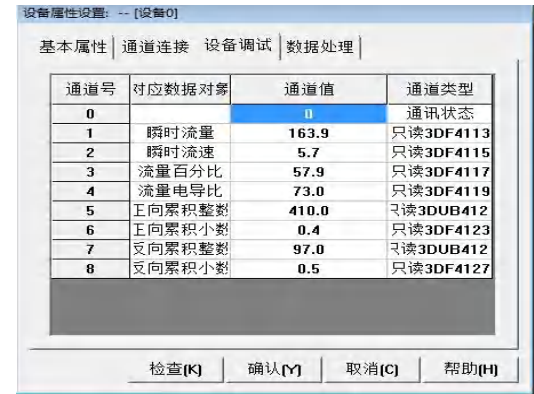 设备属性设置: -- [设备0]
基本属性 通道连接 设备调试 数据处理
通道号 对应数据对象 通道值 通道类型
0 0 通讯状态
1 瞬时流量 163.9 只读3DF4113
2 瞬时流速 5.7 只读3DF4115
3 流量百分比 57.9 只读3DF4117
4 流量电导比 73.0 只读3DF4119
5 正向累积整数 410.0 只读3DUB412
6 正向累积小数 0.4 只读3DF4123
7 反向累积整数 97.0 只读3DUB412
8 反向累积小数 0.5 只读3DF4127
检查(K) 确认(Y) 取消(C) 帮助(H)